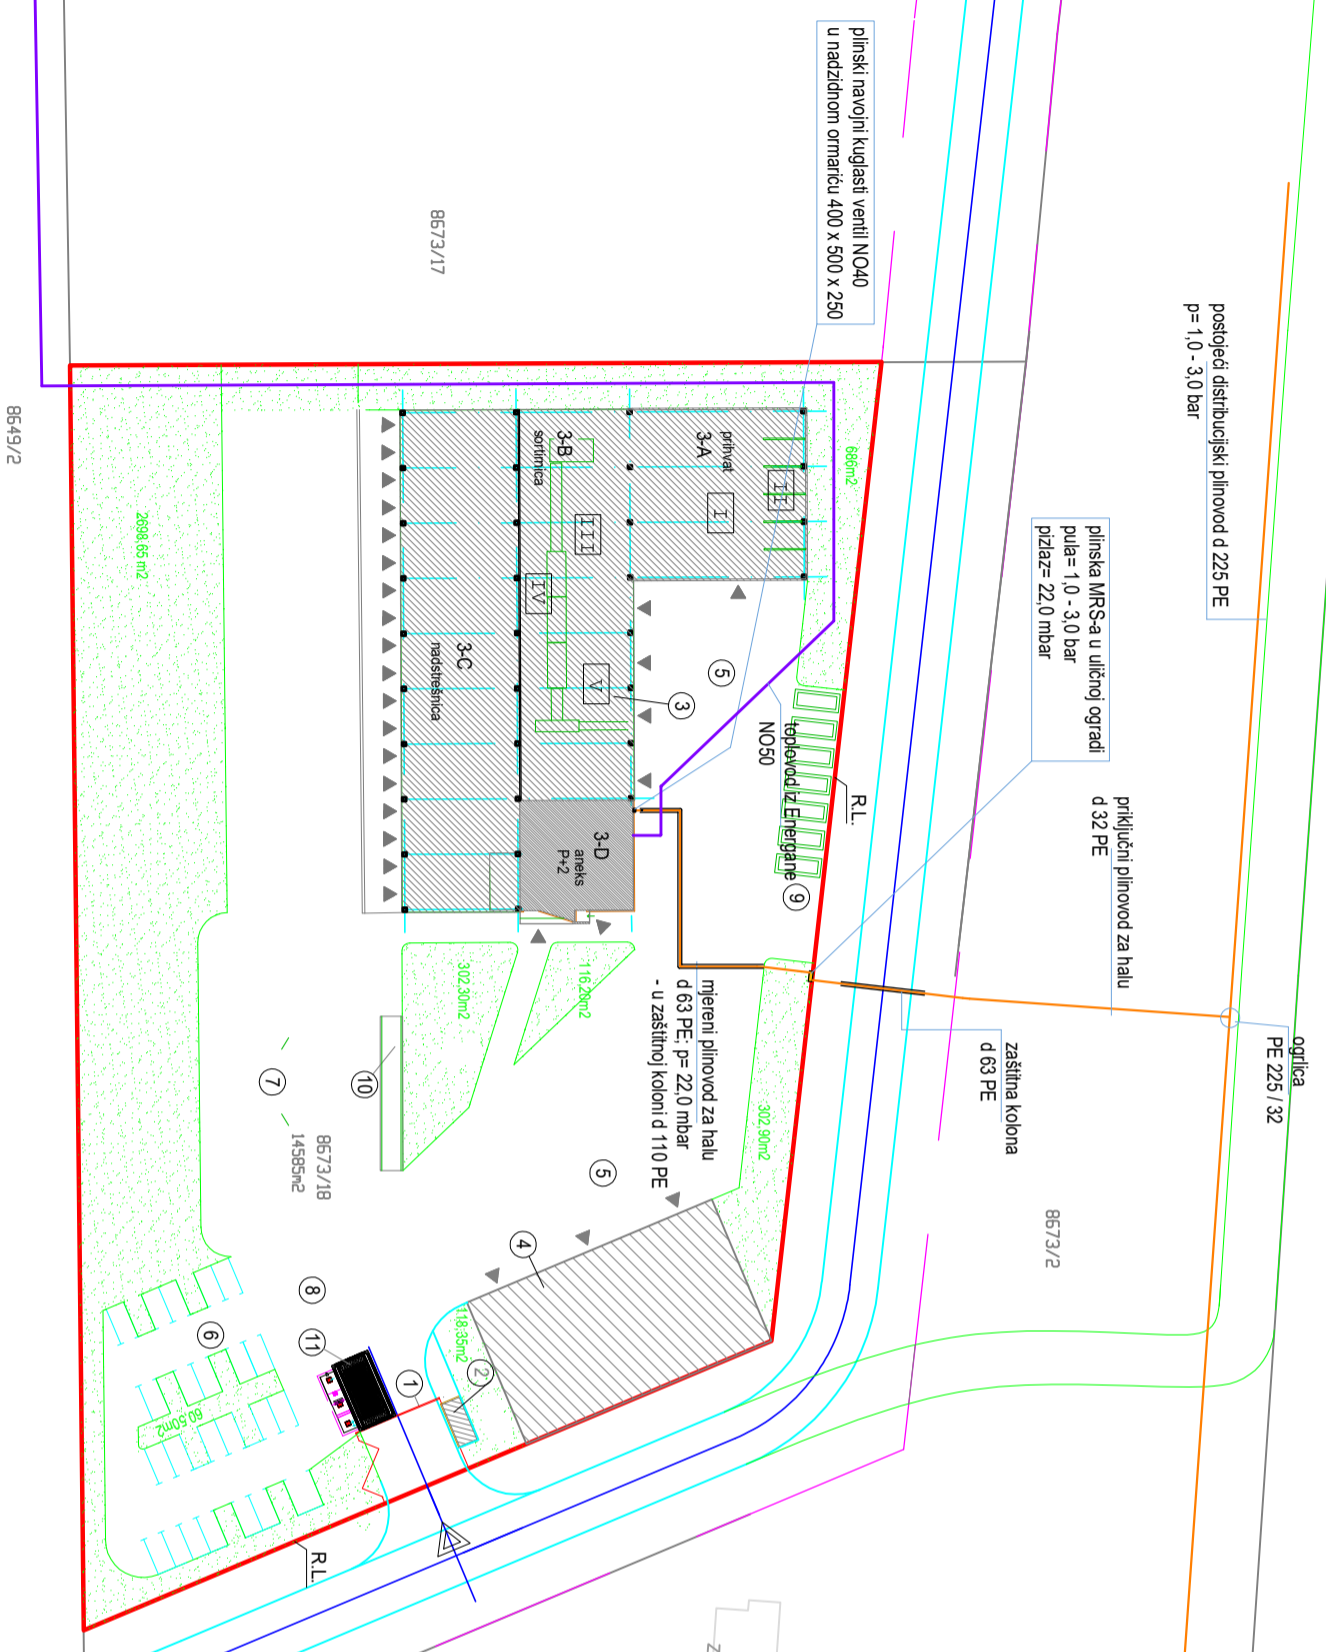 postojeći distribucijski plinovod d 225 PE
p= 1,0 - 3,0 bar
ogrlica
PE 225 / 32
priključni plinovod za halu
d 32 PE
plinska MRS-a u uličnoj ogradi
pula= 1,0 - 3,0 bar
pizlaz= 22,0 mbar
zaštitna kolona
d 63 PE
8673/2
plinski navojni kuglasti ventil NO40
u nadzidnom ormariću 400 x 500 x 250
686m2
R.L.
toplovod iz Energane
NO50
9
302,90m2
mjereni plinovod za halu
d 63 PE; p= 22,0 mbar
- u zaštitnoj koloni d 110 PE
prihvat
3-A
I
II
5
3
3-B
sortirnica
III
IV
V
3-D
aneks
P+2
3-C
nadstrešnica
116,20m2
302,30m2
5
4
10
7
8673/18
14585m2
118,35m2
2
1
8
11
6
60,50m2
R.L.
2698,65 m2
8673/17
8649/2
Z